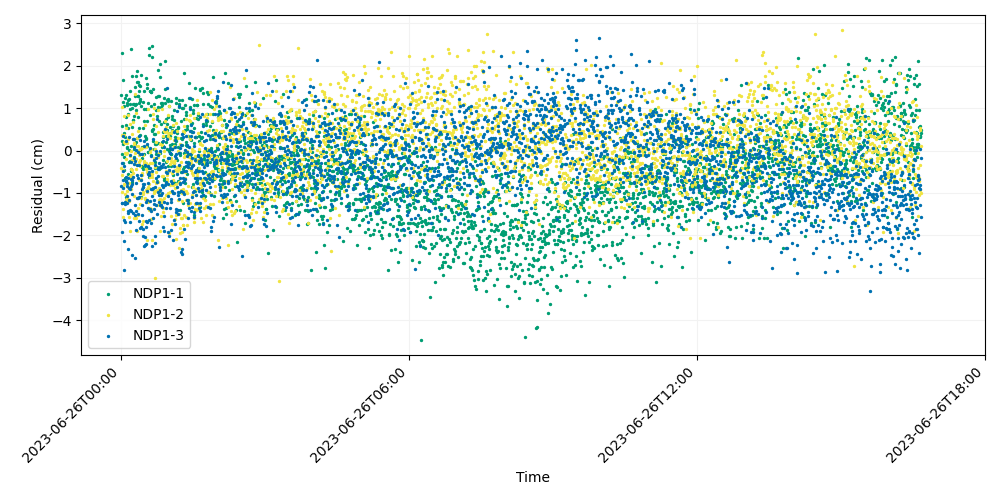 3
2
1
0
−1
−2
−3
−4
Residual (cm)
NDP1-1
NDP1-2
NDP1-3
2023-06-26T00:00
2023-06-26T06:00
2023-06-26T12:00
2023-06-26T18:00
Time